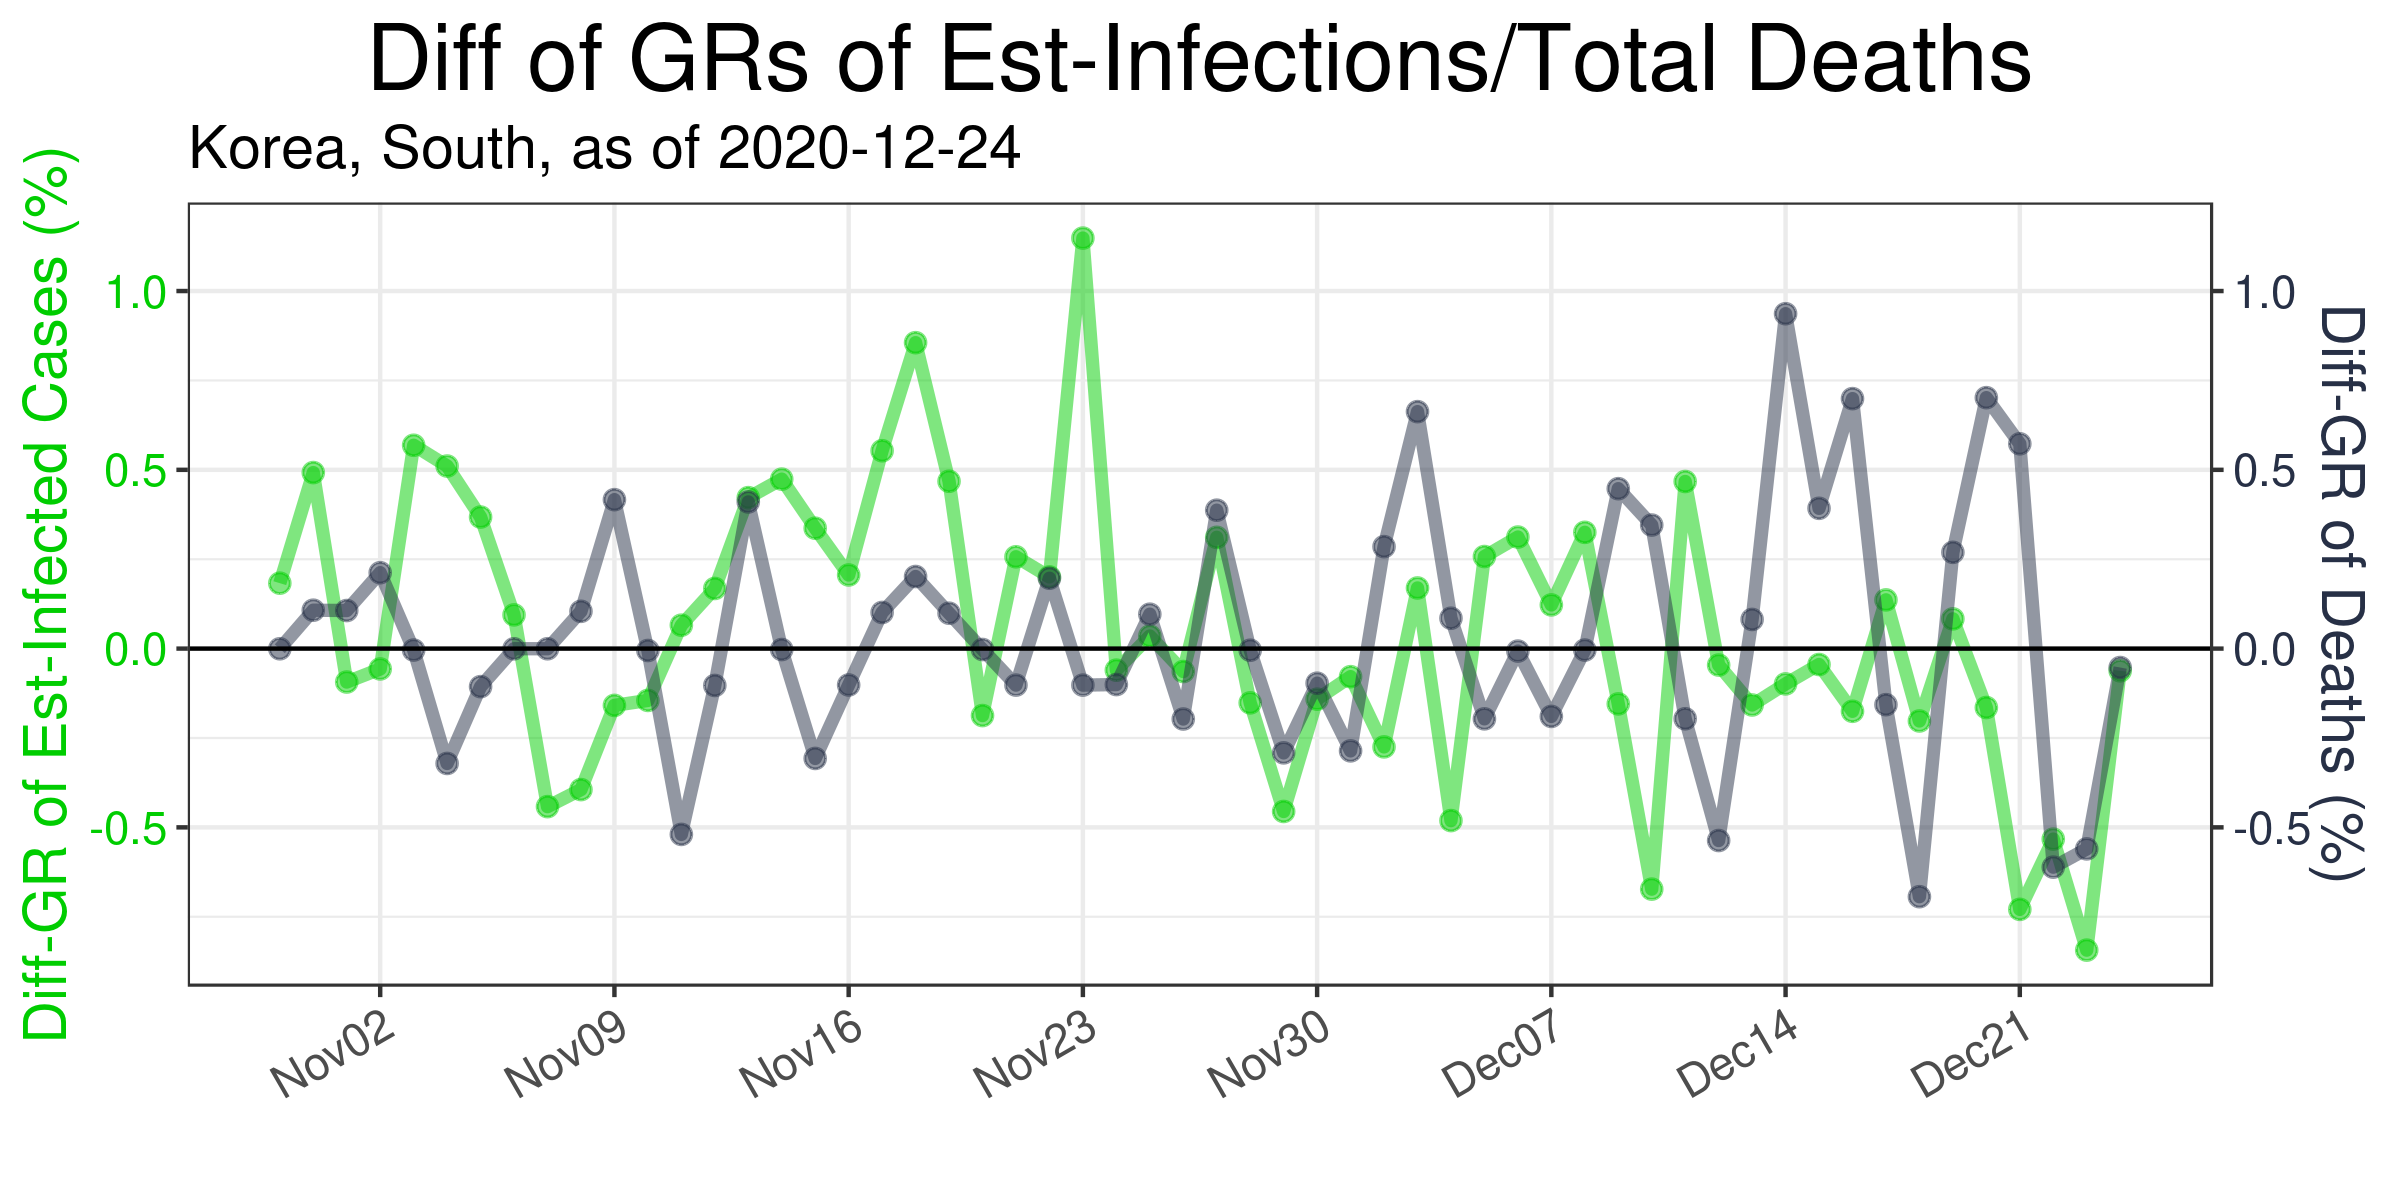 Diff of GRs of Est-Infections/Total Deaths
Korea, South, as of 2020-12-24
Diff-GR of Est-Infected Cases (%)
1.0
0.5
0.0
-0.5
1.0
0.5
0.0
-0.5
Diff-GR of Deaths (%)
Nov02
Nov09
Nov16
Nov23
Nov30
Dec07
Dec14
Dec21